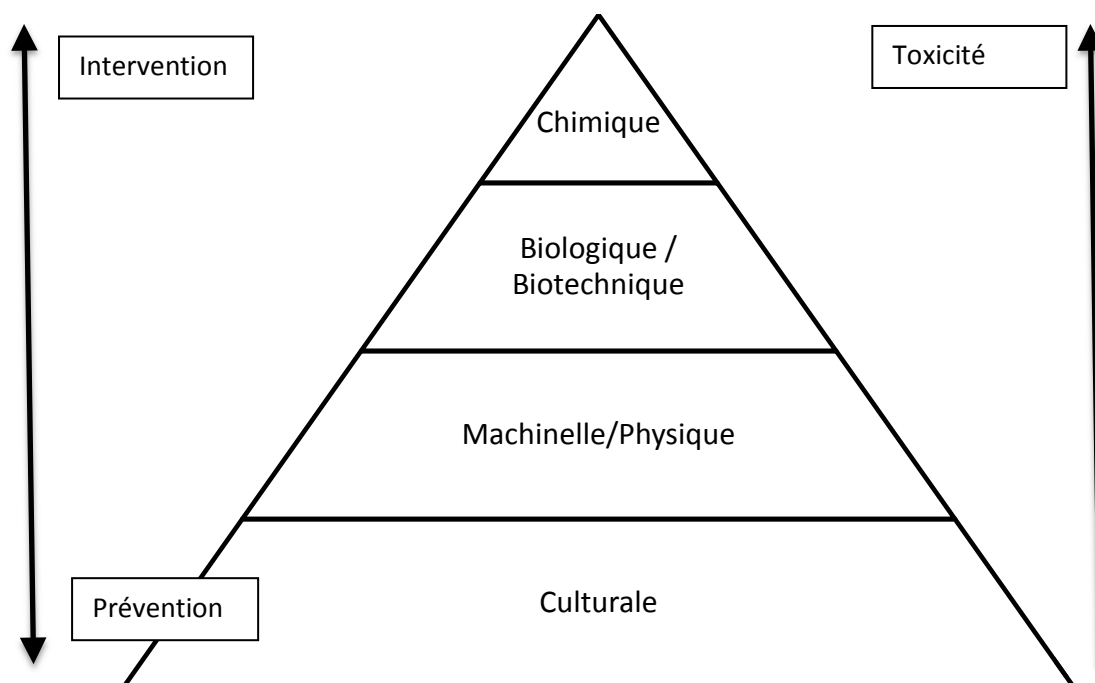 Intervention
Toxicité
Chimique
Biologique /
Biotechnique
Machinelle/Physique
Prévention
Culturale